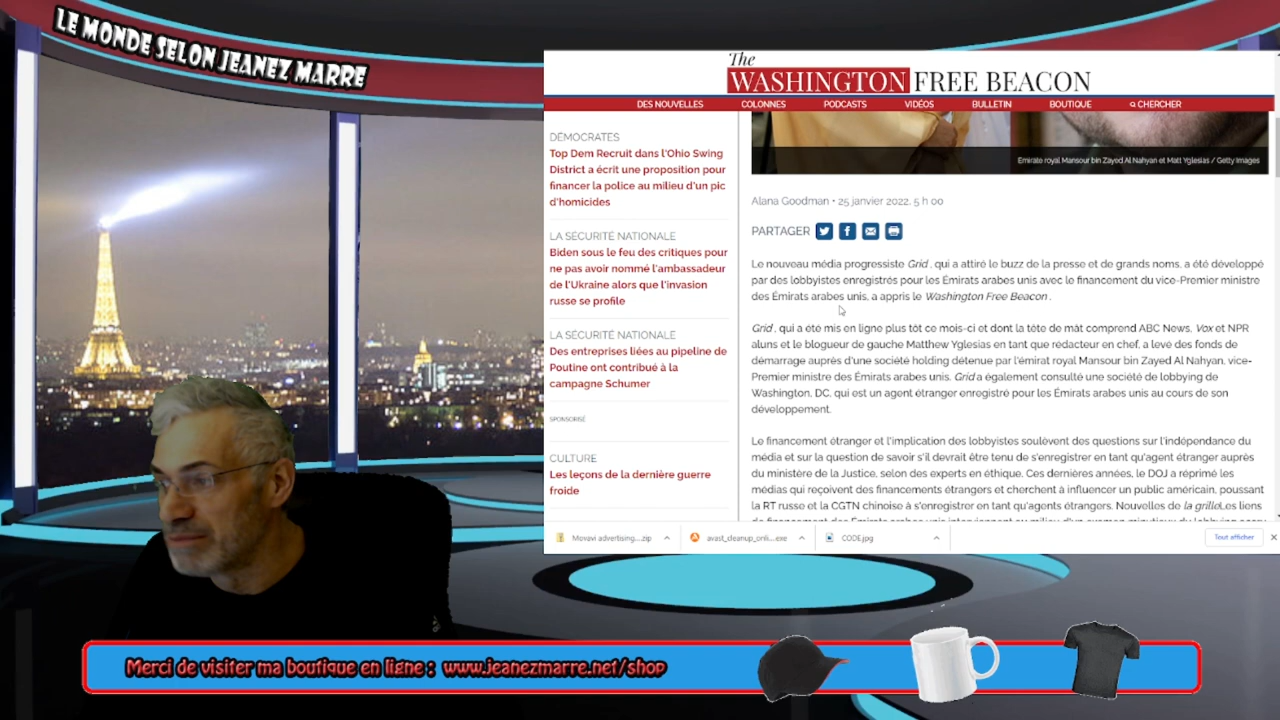 LE MONDE SELON JEANEZ MARRE
The
WASHINGTON FREE BEACON
DES NOUVELLES COLONNES PODCASTS VIDÉOS BULLETIN BOUTIQUE CHERCHER
DÉMOCRATES
Top Dem Recruit dans l'Ohio Swing
District a écrit une proposition pour
financer la police au milieu d'un pic
d'homicides
LA SÉCURITÉ NATIONALE
Biden sous le feu des critiques pour
ne pas avoir nommé l'ambassadeur
de l'Ukraine alors que l'invasion
russe se profile
LA SÉCURITÉ NATIONALE
Des entreprises liées au pipeline de
Poutine ont contribué à la
campagne Schumer
SPONSORISÉ
CULTURE
Les leçons de la dernière guerre
froide
Emirate royal Mansour bin Zayed Al Nahyan et Matt Yglesias / Getty Images
Alana Goodman • 25 janvier 2022, 5 h 00
PARTAGER
Le nouveau média progressiste Grid , qui a attiré le buzz de la presse et de grands noms, a été développé
par des lobbyistes enregistrés pour les Émirats arabes unis avec le financement du vice-Premier ministre
des Émirats arabes unis, a appris le Washington Free Beacon .
Grid , qui a été mis en ligne plus tôt ce mois-ci et dont la tête de mât comprend ABC News, Vox et NPR
aluns et le blogueur de gauche Matthew Yglesias en tant que rédacteur en chef, a levé des fonds de
démarrage auprès d'une société holding détenue par l'émirat royal Mansour bin Zayed Al Nahyan, vice-
Premier ministre des Émirats arabes unis. Grid a également consulté une société de lobbying de
Washington, DC, qui est un agent étranger enregistré pour les Émirats arabes unis au cours de son
développement.
Le financement étranger et l'implication des lobbyistes soulèvent des questions sur l'indépendance du
média et sur la question de savoir s'il devrait être tenu de s'enregistrer en tant qu'agent étranger auprès
du ministère de la Justice, selon des experts en éthique. Ces dernières années, le DOJ a réprimé les
médias qui reçoivent des financements étrangers et cherchent à influencer un public américain, poussant
la RT russe et la CGTN chinoise à s'enregistrer en tant qu'agents étrangers. Nouvelles de la grilleLes liens
Movavi advertising....zip avast_cleanup_onli....exe CODE.jpg Tout afficher
Merci de visiter ma boutique en ligne : www.jeanezmarre.net/shop